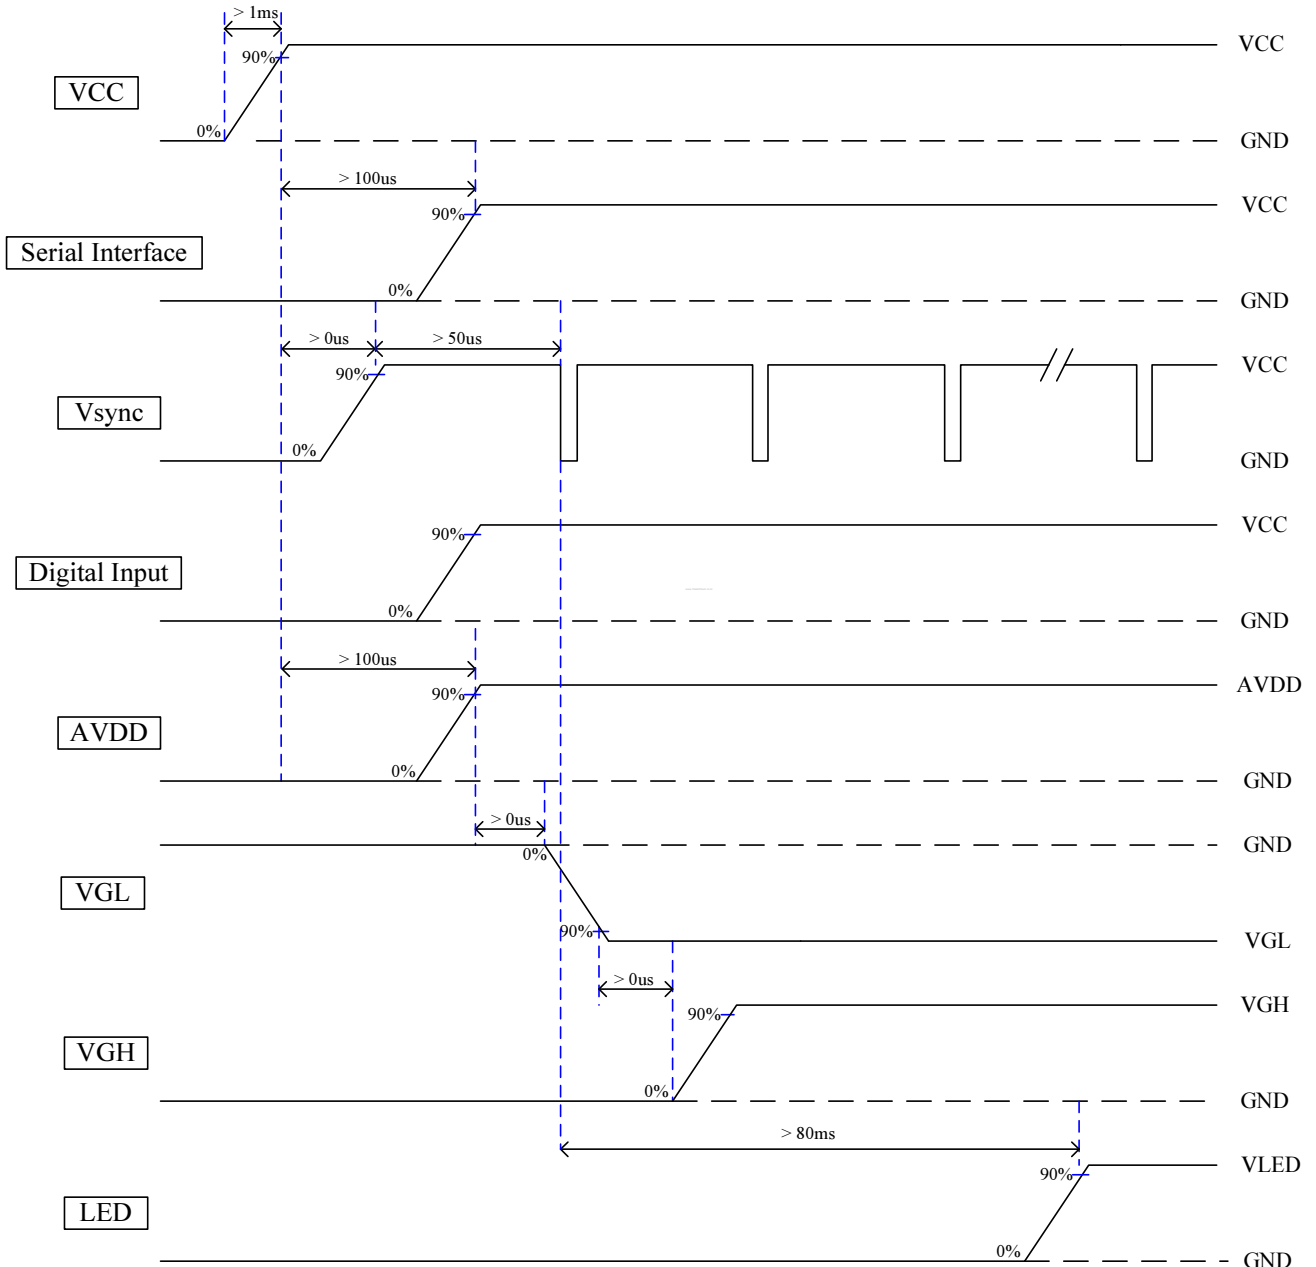 > 1ms
VCC
90%
VCC
0%
GND
> 100us
VCC
90%
Serial Interface
0%
GND
> 0us
> 50us
VCC
90%
Vsync
0%
GND
VCC
90%
Digital Input
0%
GND
> 100us
AVDD
90%
AVDD
0%
GND
> 0us
GND
0%
VGL
90%
VGL
> 0us
VGH
90%
VGH
0%
GND
> 80ms
VLED
90%
LED
0%
GND